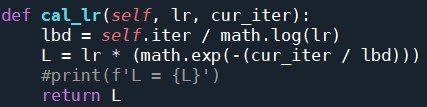 def cal_lr(self, lr, cur_iter):
    lbd = self.iter / math.log(lr)
    L = lr * (math.exp(-(cur_iter / lbd)))
    #print(f'L = {L}')
    return L